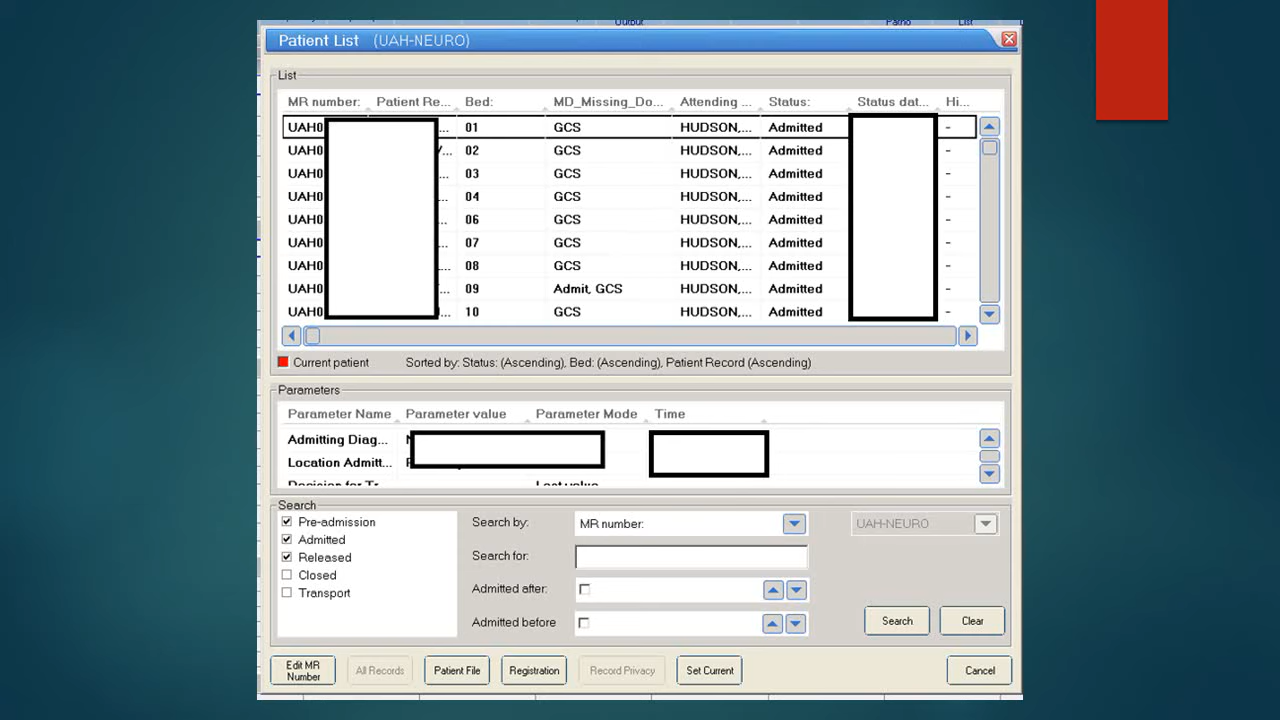 Patient List (UAH-NEURO)
List
MR number: Patient Re... Bed: MD_Missing_Do... Attending ... Status: Status dat... Hi...
UAH0 ... 01 GCS HUDSON,... Admitted -
UAH0 ... 02 GCS HUDSON,... Admitted -
UAH0 ... 03 GCS HUDSON,... Admitted -
UAH0 ... 04 GCS HUDSON,... Admitted -
UAH0 ... 06 GCS HUDSON,... Admitted -
UAH0 ... 07 GCS HUDSON,... Admitted -
UAH0 ... 08 GCS HUDSON,... Admitted -
UAH0 ... 09 Admit, GCS HUDSON,... Admitted -
UAH0 ... 10 GCS HUDSON,... Admitted -
Current patient Sorted by: Status: (Ascending), Bed: (Ascending), Patient Record (Ascending)
Parameters
Parameter Name Parameter value Parameter Mode Time
Admitting Diag...
Location Admitt...
Decision for Tr... Last value
Search
Pre-admission Search by: MR number: UAH-NEURO
Admitted
Released Search for:
Closed Admitted after:
Transport
Admitted before Search Clear
Edit MR Number All Records Patient File Registration Record Privacy Set Current Cancel